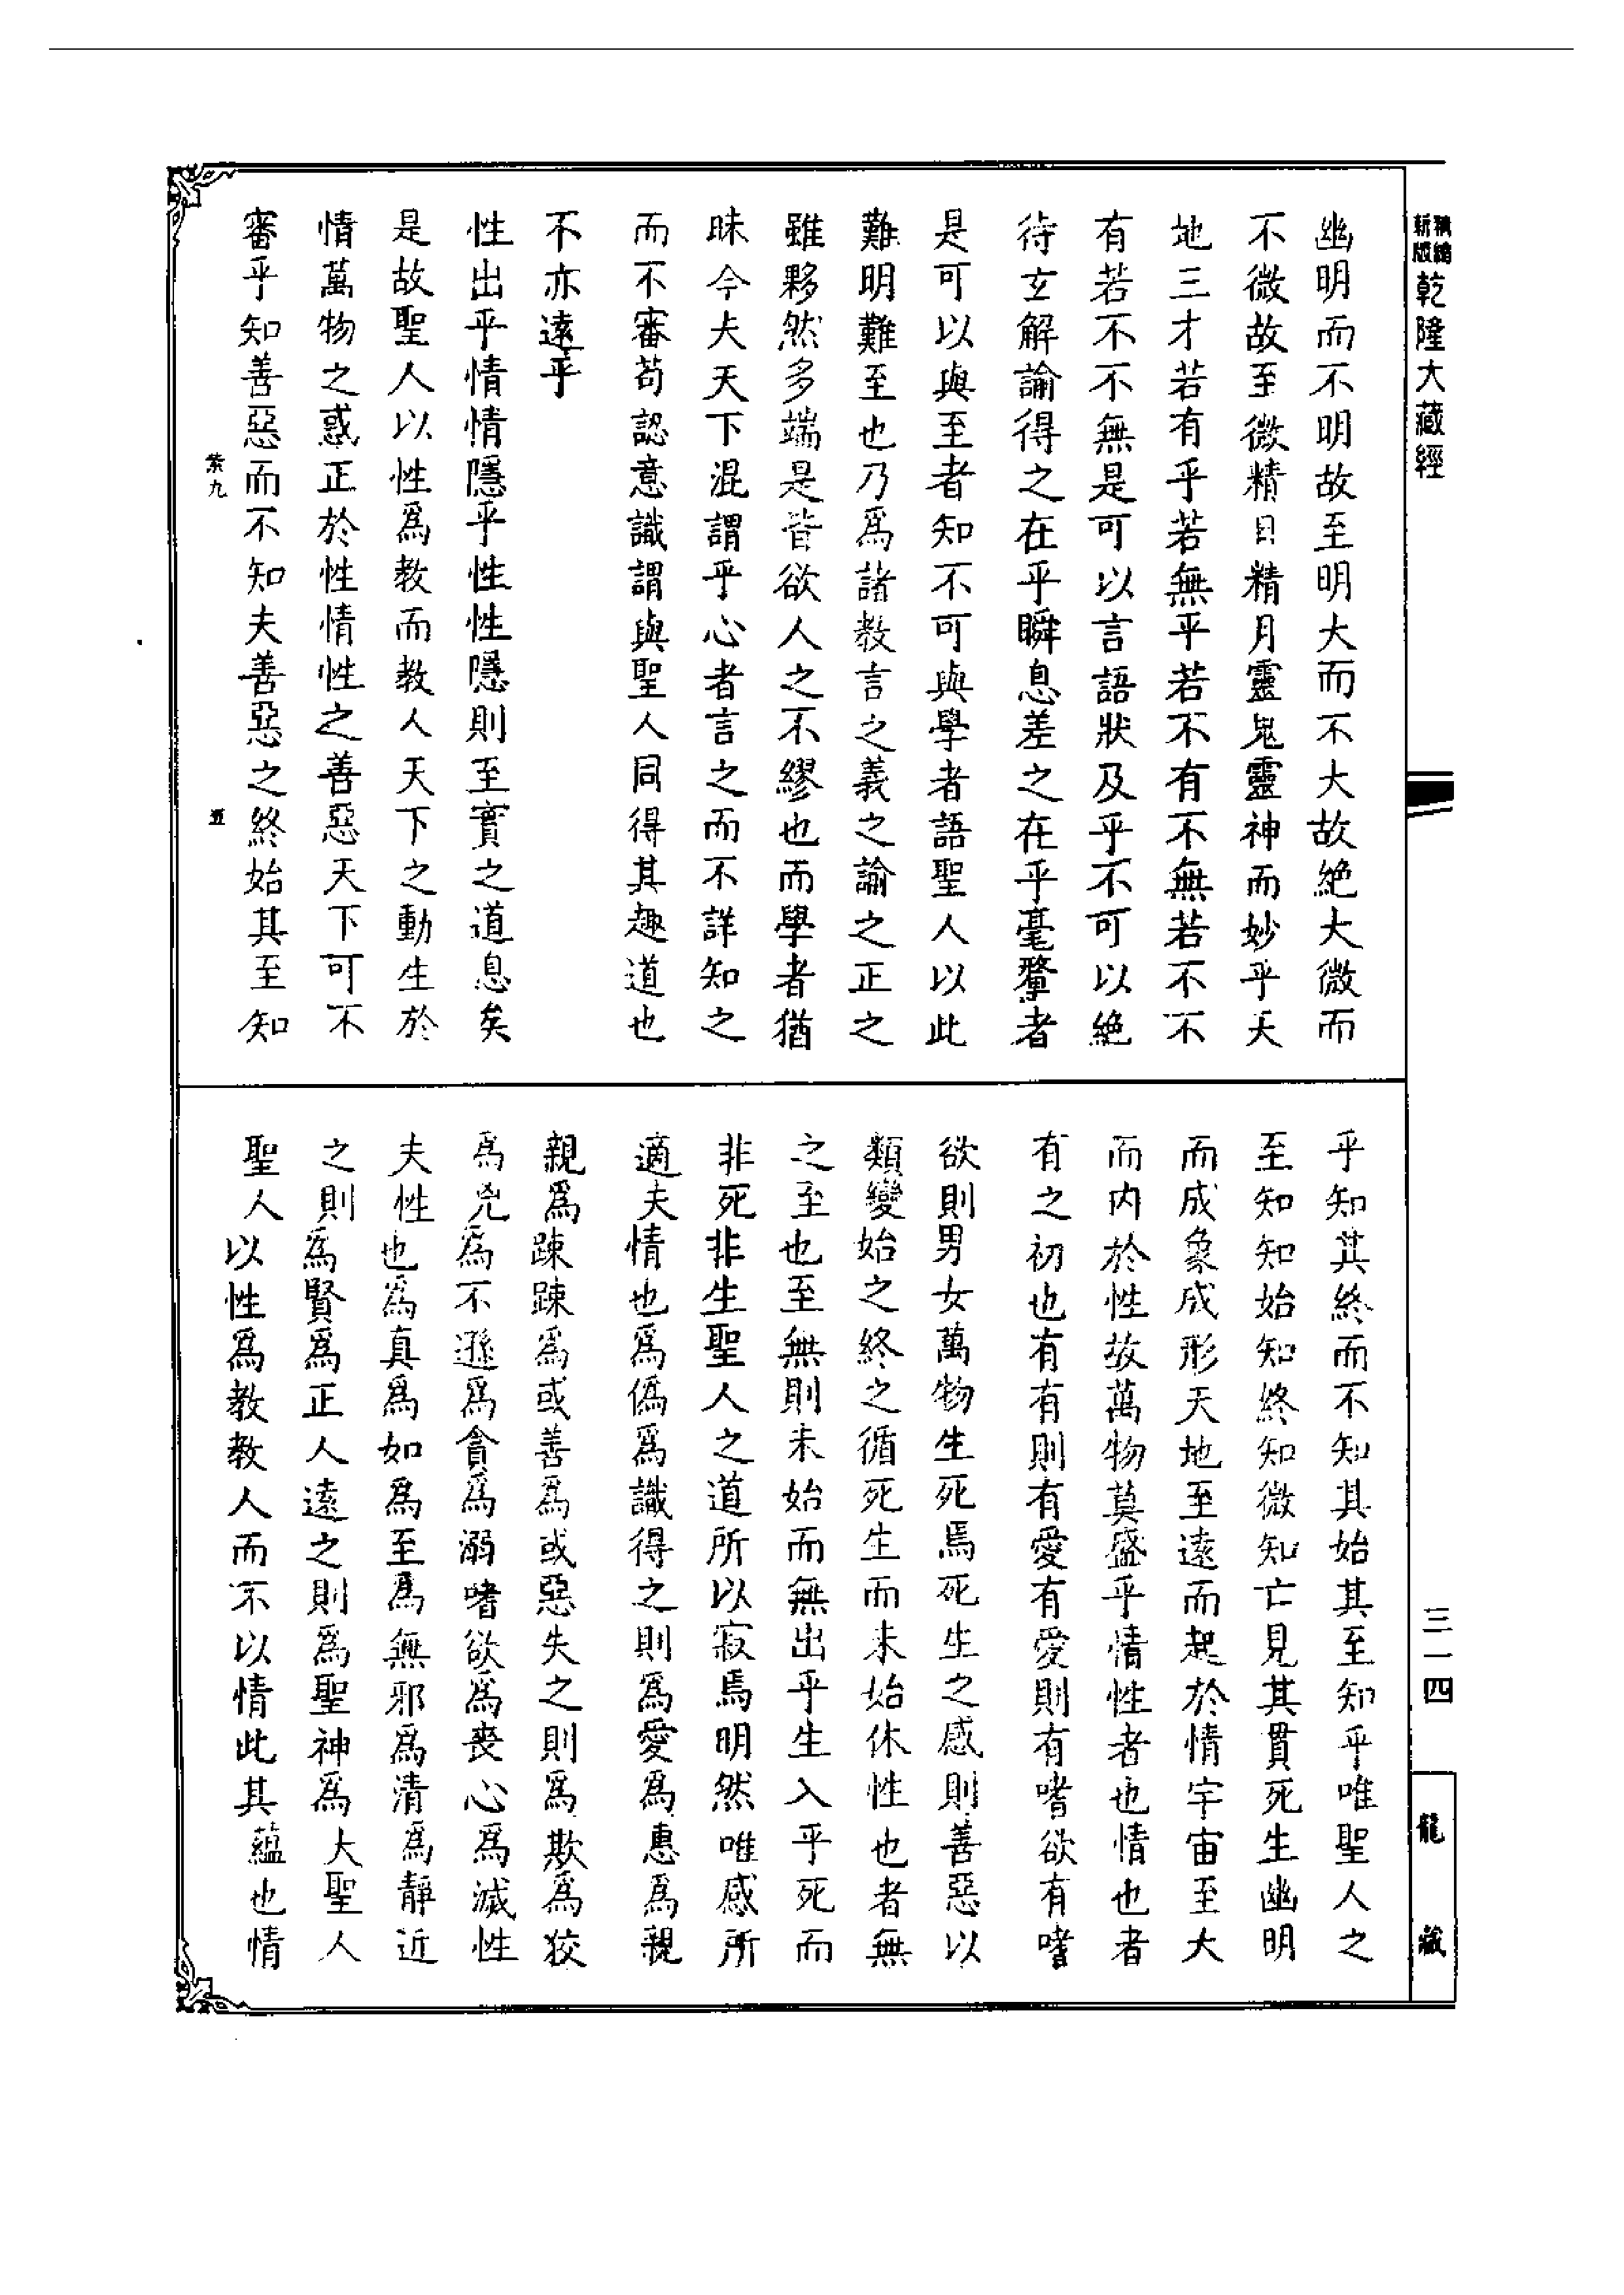 精編新版
乾隆大藏經
幽明而不明故至明大而不大故絶大微而
不微故至微精日精月靈鬼靈神而妙乎天
地三才若有乎若無乎若不有不無若不不
有若不不無是可以言語狀及乎不可以絶
待玄解諭得之在乎瞬息差之在乎毫釐者
是可以與至者知不可與學者語聖人以此
難明難至也乃爲諸教言之義之諭之正之
雖夥然多端是皆欲人之不繆也而學者猶
昧今夫天下混謂乎心者言之而不詳知之
而不審苟認意識謂與聖人同得其趣道也
不亦遠乎
性出乎情情隱乎性性隱則至實之道息矣
是故聖人以性爲教而教人天下之動生於
情萬物之惑正於性情性之善惡天下可不
審乎知善惡而不知夫善惡之終始其至知
紫九
五
乎知其終而不知其始其至知乎唯聖人之
至知知始知終知微知亡見其貫死生幽明
而成象成形天地至遠而起於情宇宙至大
而内於性故萬物莫盛乎情性者也情也者
有之初也有有則有愛有愛則有嗜欲有嗜
欲則男女萬物生死焉死生之感則善惡以
類變始之終之循死生而未始休性也者無
之至也至無則未始而無出乎生入乎死而
非死非生聖人之道所以寂焉明然唯感所
適夫情也爲僞爲識得之則爲愛爲惠爲親
親爲踈踈爲或善爲或惡失之則爲欺爲狡
爲兇爲不遜爲貪爲溺嗜欲爲喪心爲滅性
夫性也爲真爲如爲至爲無邪爲清爲靜近
之則爲賢爲正人遠之則爲聖神爲大聖人
聖人以性爲教教人而不以情此其蘊也情
三一四
龍藏